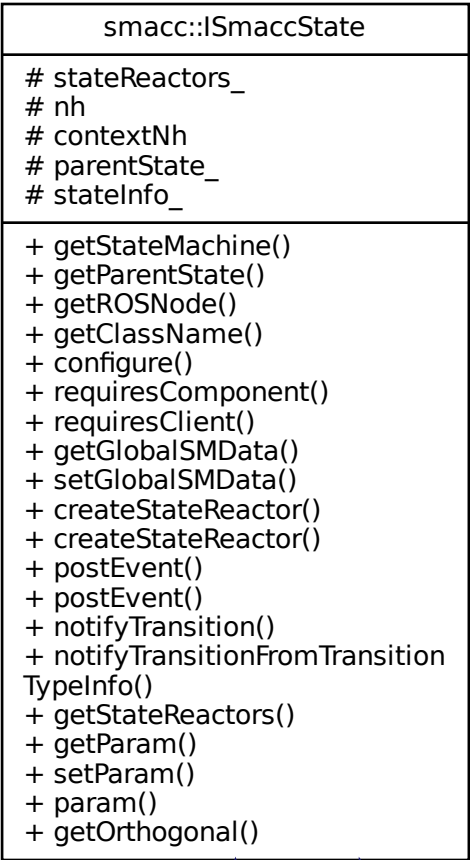 smacc::ISmaccState
# stateReactors_
# nh
# contextNh
# parentState_
# stateInfo_
+ getStateMachine()
+ getParentState()
+ getROSNode()
+ getClassName()
+ configure()
+ requiresComponent()
+ requiresClient()
+ getGlobalSMData()
+ setGlobalSMData()
+ createStateReactor()
+ createStateReactor()
+ postEvent()
+ postEvent()
+ notifyTransition()
+ notifyTransitionFromTransition
TypeInfo()
+ getStateReactors()
+ getParam()
+ setParam()
+ param()
+ getOrthogonal()